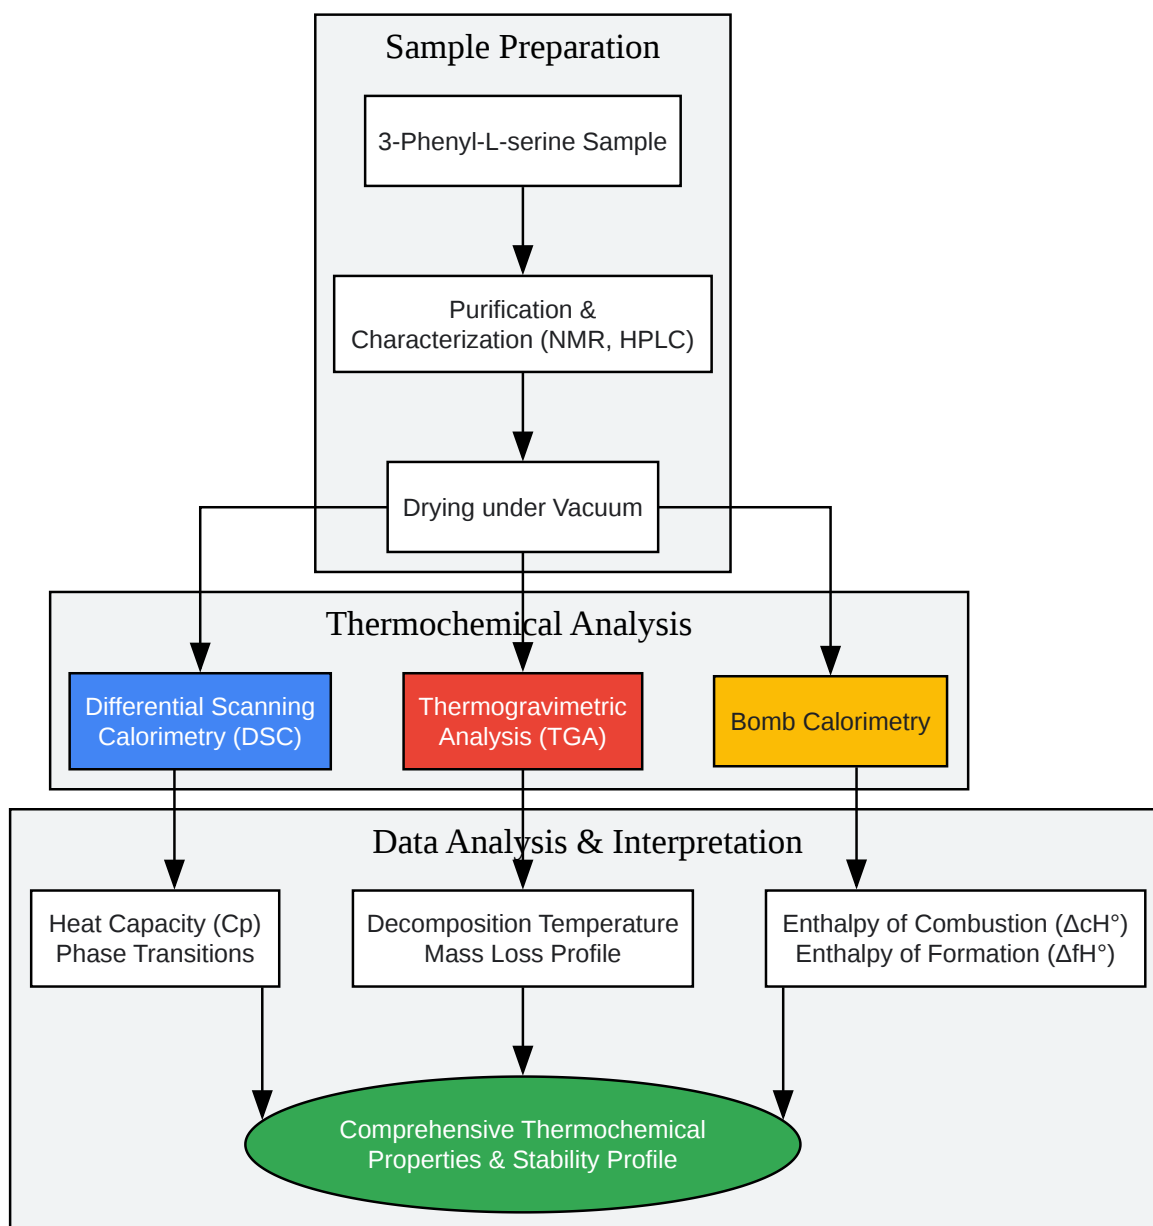 Sample Preparation
3-Phenyl-L-serine Sample
Purification &
Characterization (NMR, HPLC)
Drying under Vacuum
Thermochemical Analysis
Differential Scanning
Calorimetry (DSC)
Thermogravimetric
Analysis (TGA)
Bomb Calorimetry
Data Analysis & Interpretation
Heat Capacity (Cp)
Phase Transitions
Decomposition Temperature
Mass Loss Profile
Enthalpy of Combustion (ΔcH°)
Enthalpy of Formation (ΔfH°)
Comprehensive Thermochemical
Properties & Stability Profile